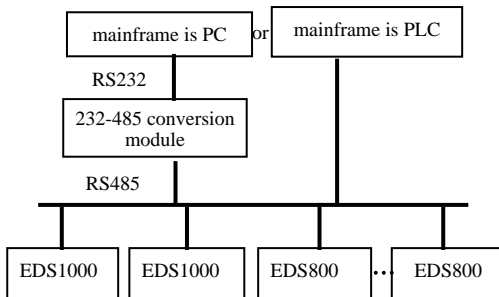 mainframe is PC
or
mainframe is PLC
RS232
232-485 conversion
module
RS485
EDS1000
EDS1000
EDS800
...
EDS800